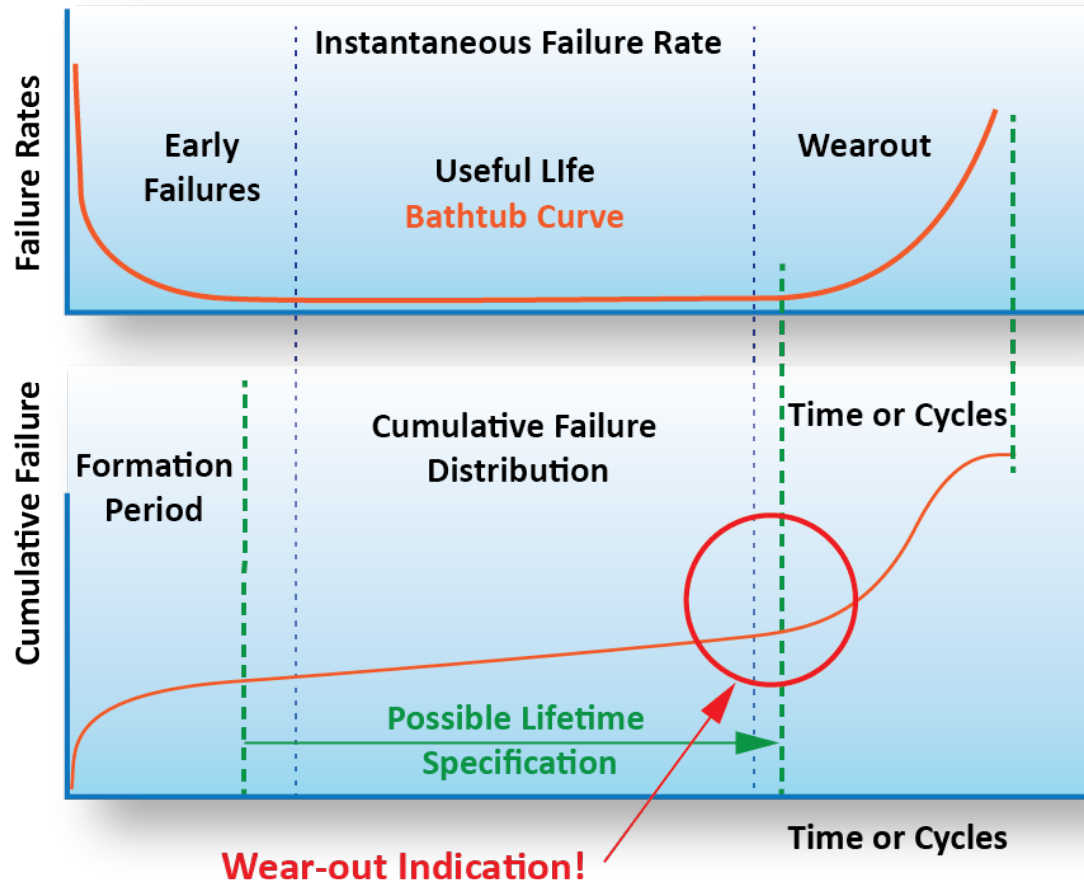 Instantaneous Failure Rate
Failure Rates
Early
Failures
Useful LIfe
Bathtub Curve
Wearout
Time or Cycles
Cumulative Failure
Formation
Period
Cumulative Failure
Distribution
Possible Lifetime
Specification
Time or Cycles
Wear-out Indication!